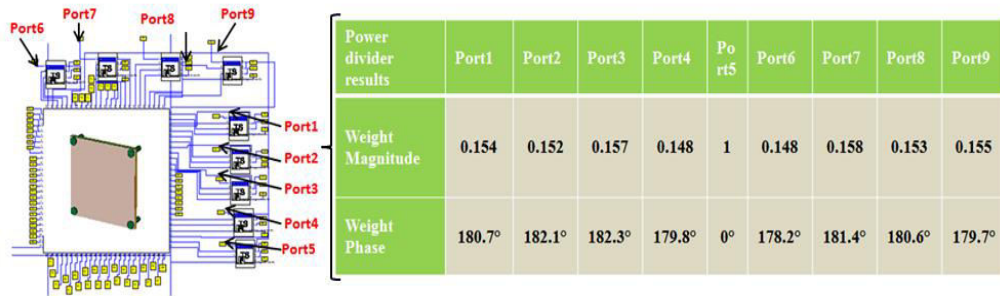 Port6
Port7
Port8
Port9
Port1
Port2
Port3
Port4
Port5
Power divider results Port1 Port2 Port3 Port4 Po rt5 Port6 Port7 Port8 Port9
Weight Magnitude 0.154 0.152 0.157 0.148 1 0.148 0.158 0.153 0.155
Weight Phase 180.7° 182.1° 182.3° 179.8° 0° 178.2° 181.4° 180.6° 179.7°